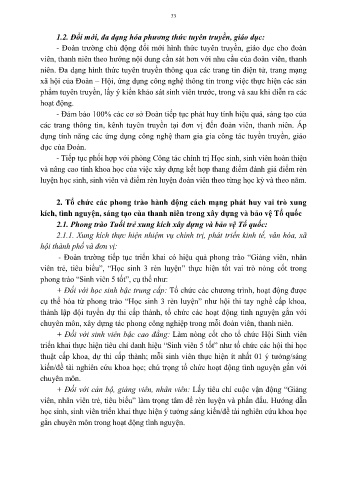 33
1.2. Đổi mới, đa dạng hóa phương thức tuyên truyền, giáo dục:
- Đoàn trường chủ động đổi mới hình thức tuyên truyền, giáo dục cho đoàn
viên, thanh niên theo hướng nội dung cần sát hơn với nhu cầu của đoàn viên, thanh
niên. Đa dạng hình thức tuyên truyền thông qua các trang tin điện tử, trang mạng
xã hội của Đoàn – Hội, ứng dụng công nghệ thông tin trong việc thực hiện các sản
phẩm tuyên truyền, lấy ý kiến khảo sát sinh viên trước, trong và sau khi diễn ra các
hoạt động.
- Đảm bảo 100% các cơ sở Đoàn tiếp tục phát huy tính hiệu quả, sáng tạo của
các trang thông tin, kênh tuyên truyền tại đơn vị đến đoàn viên, thanh niên. Áp
dụng tính năng các ứng dụng công nghệ tham gia gia công tác tuyên truyền, giáo
dục của Đoàn.
- Tiếp tục phối hợp với phòng Công tác chính trị Học sinh, sinh viên hoàn thiện
và nâng cao tính khoa học của việc xây dựng kết hợp thang điểm đánh giá điểm rèn
luyện học sinh, sinh viên và điểm rèn luyện đoàn viên theo từng học kỳ và theo năm.
2. Tổ chức các phong trào hành động cách mạng phát huy vai trò xung
kích, tình nguyện, sáng tạo của thanh niên trong xây dựng và bảo vệ Tổ quốc
2.1. Phong trào Tuổi trẻ xung kích xây dựng và bảo vệ Tổ quốc:
2.1.1. Xung kích thực hiện nhiệm vụ chính trị, phát triển kinh tế, văn hóa, xã
hội thành phố và đơn vị:
- Đoàn trường tiếp tục triển khai có hiệu quả phong trào “Giảng viên, nhân
viên trẻ, tiêu biểu”, “Học sinh 3 rèn luyện” thực hiện tốt vai trò nòng cốt trong
phong trào “Sinh viên 5 tốt”, cụ thể như:
+ Đối với học sinh bậc trung cấp: Tổ chức các chương trình, hoạt động được
cụ thể hóa từ phong trào “Học sinh 3 rèn luyện” như hội thi tay nghề cấp khoa,
thành lập đội tuyển dự thi cấp thành, tổ chức các hoạt động tình nguyện gắn với
chuyên môn, xây dựng tác phong công nghiệp trong mỗi đoàn viên, thanh niên.
+ Đối với sinh viên bậc cao đẳng: Làm nòng cốt cho tổ chức Hội Sinh viên
triển khai thực hiện tiêu chí danh hiệu “Sinh viên 5 tốt” như tổ chức các hội thi học
thuật cấp khoa, dự thi cấp thành; mỗi sinh viên thực hiện ít nhất 01 ý tưởng/sáng
kiến/đề tài nghiên cứu khoa học; chú trọng tổ chức hoạt động tình nguyện gắn với
chuyên môn.
+ Đối với cán bộ, giảng viên, nhân viên: Lấy tiêu chí cuộc vận động “Giảng
viên, nhân viên trẻ, tiêu biểu” làm trọng tâm để rèn luyện và phấn đấu. Hướng dẫn
học sinh, sinh viên triển khai thực hiện ý tưởng sáng kiến/đề tài nghiên cứu khoa học
gắn chuyên môn trong hoạt động tình nguyện.